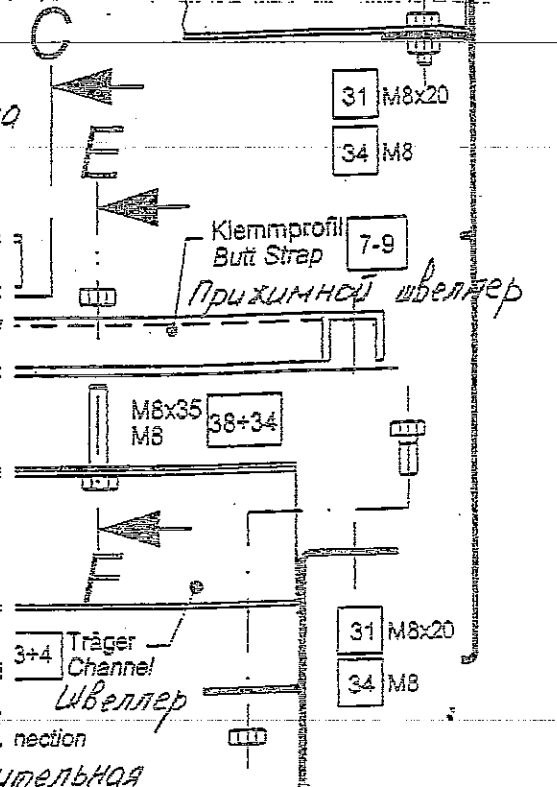 C
31 M8x20
E
34 M8
Klemmprofil 7-9
Butt Strap
Прижимной швеллер
M8x35 38+34
M8
E
31 M8x20
3+4 Träger
Channel
34 M8
Швеллер
nection